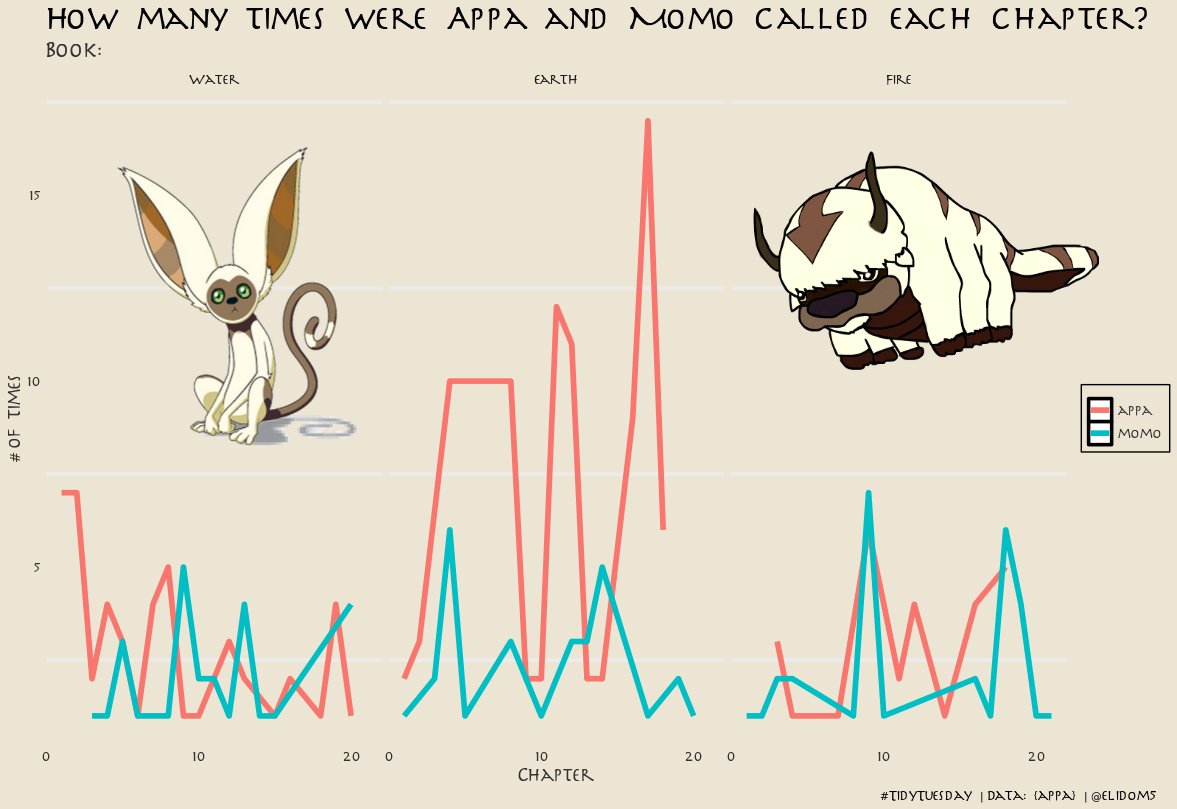 How many times were Appa and Momo called each chapter?
Book:
Water Earth Fire
15
10
5
# of times
Appa
Momo
0 10 20 0 10 20 0 10 20
Chapter
#TidyTuesday | Data: {appa} | @elidom5